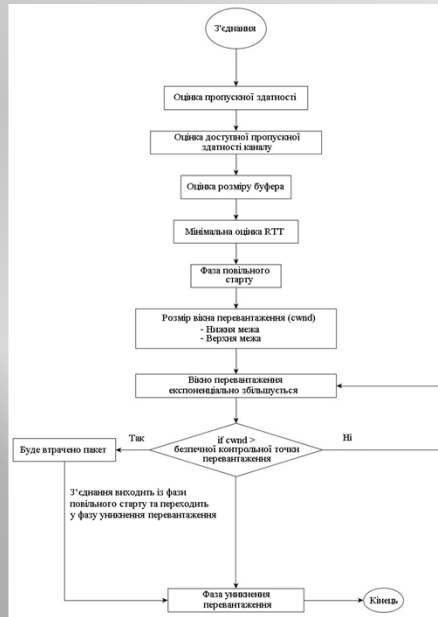 З'єднання
Оцінка пропускної здатності
Оцінка доступної пропускної
здатності каналу
Оцінка розміру буфера
Мінімальна оцінка RTT
Фаза повільного
старту
Розмір вікна перевантаження (cwnd)
- Нижня межа
- Верхня межа
Вікно перевантаження
експоненціально збільшується
Так
if cwnd >
безпечної контрольної точки
перевантаження
Ні
Буде втрачено пакет
З'єднання виходить із фази
повільного старту та переходить
у фазу уникнення перевантаження
Фаза уникнення
перевантаження
Кінець